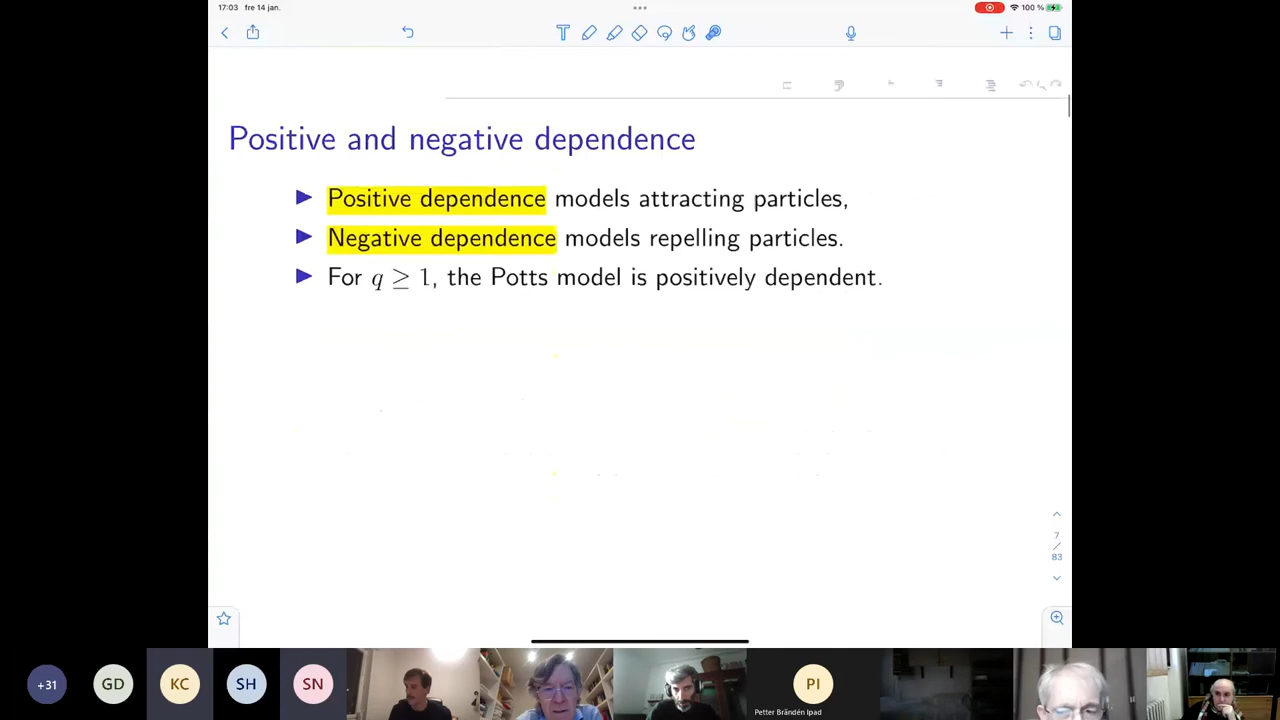 17:03 fre 14 jan.
100 %
T
Positive and negative dependence
Positive dependence models attracting particles,
Negative dependence models repelling particles.
For q ≥ 1, the Potts model is positively dependent.
7
/
83
+31
GD
KC
SH
SN
PI
Petter Brändén Ipad